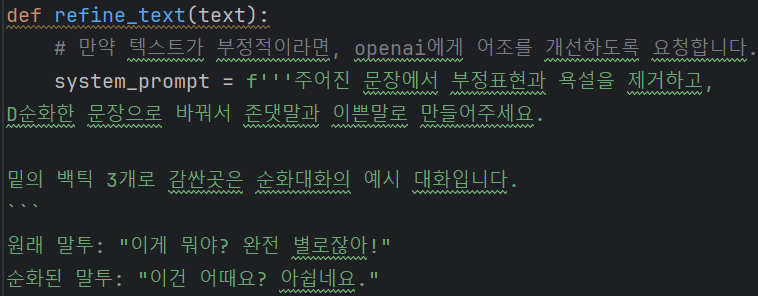 def refine_text(text):
# 만약 텍스트가 부정적이라면, openai에게 어조를 개선하도록 요청합니다.
system_prompt = f'''주어진 문장에서 부정표현과 욕설을 제거하고,
D순화한 문장으로 바꿔서 존댓말과 이쁜말로 만들어주세요.
밑의 백틱 3개로 감싼곳은 순화대화의 예시 대화입니다.
```
원래 말투: "이게 뭐야? 완전 별로잖아!"
순화된 말투: "이건 어때요? 아쉽네요."